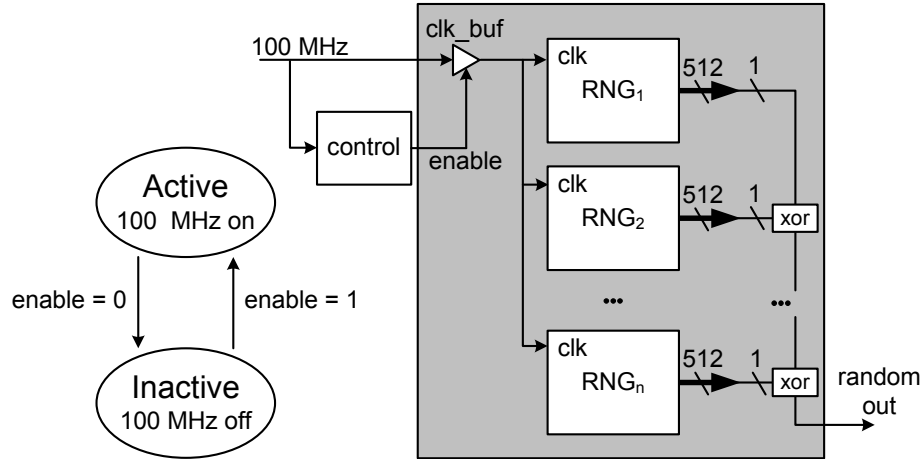 100 MHz
clk_buf
control
enable
clk
RNG1
512
1
clk
RNG2
512
1
xor
...
...
clk
RNGn
512
1
xor
random
out
Active
100 MHz on
enable = 0
enable = 1
Inactive
100 MHz off